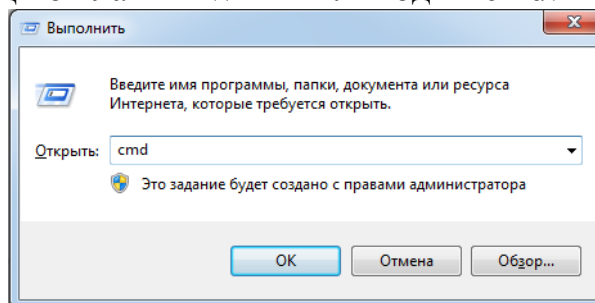 Выполнить
Введите имя программы, папки, документа или ресурса
Интернета, которые требуется открыть.
Открыть: cmd
Это задание будет создано с правами администратора
ОК Отмена Обзор...